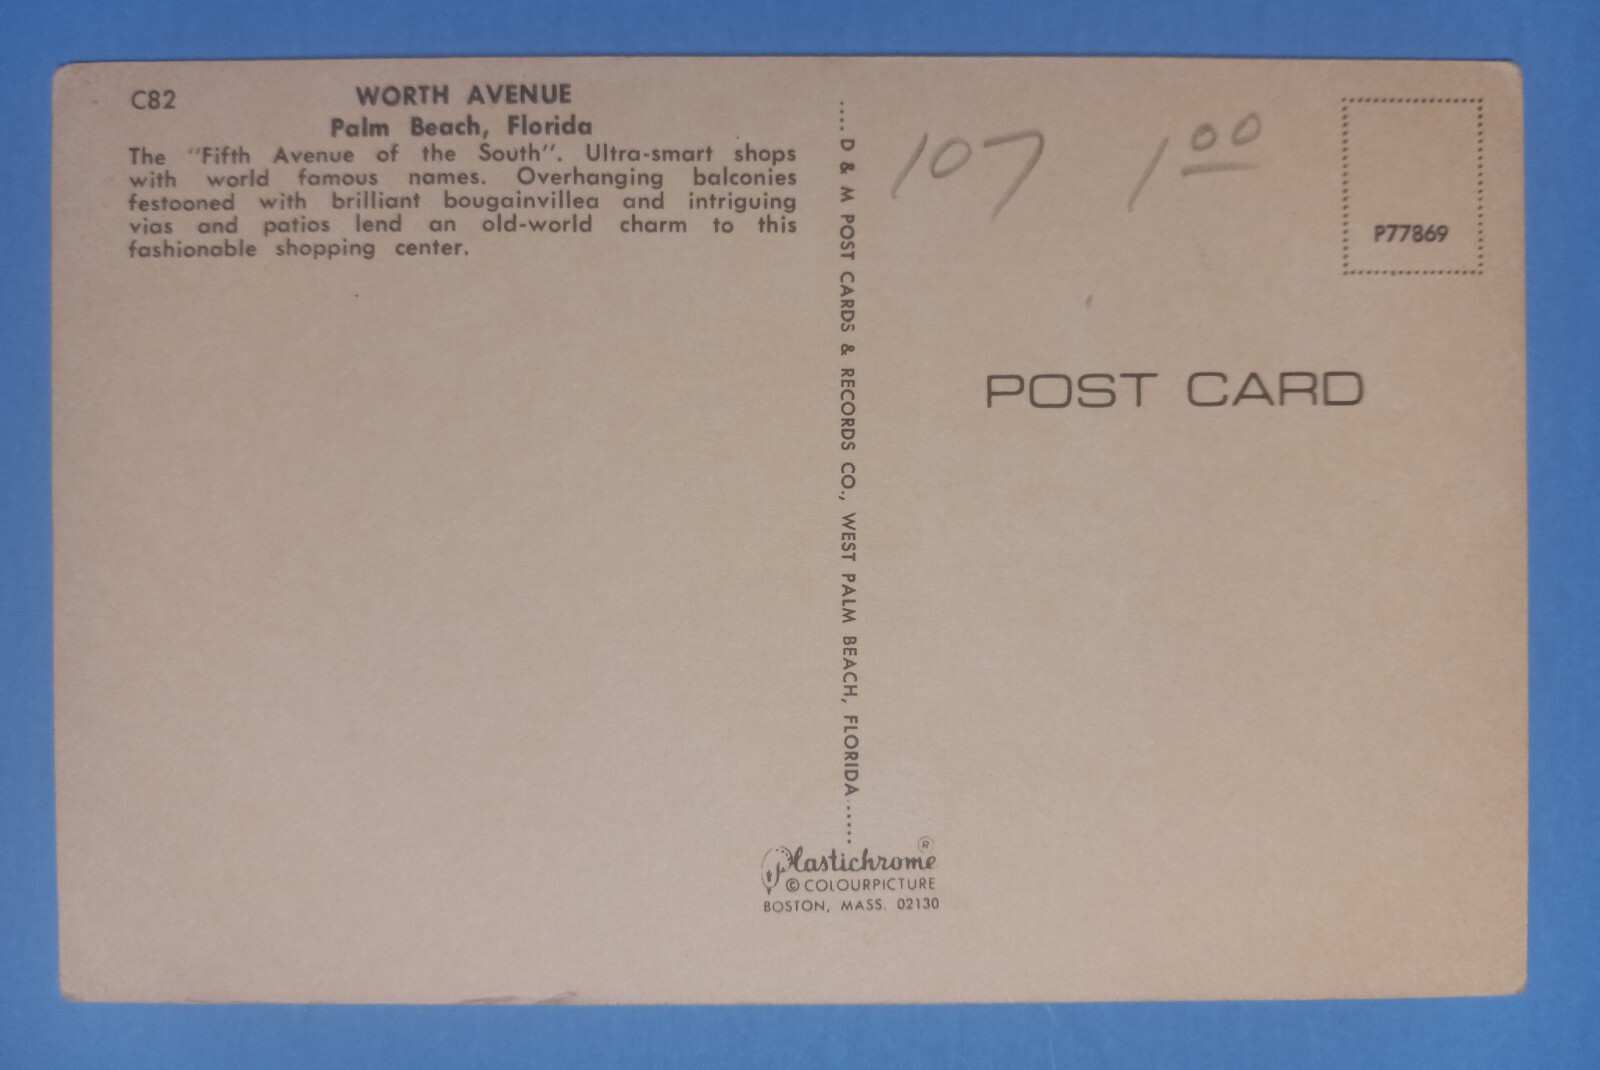 C82
WORTH AVENUE
Palm Beach, Florida
The "Fifth Avenue of the South". Ultra-smart shops
with world famous names. Overhanging balconies
festooned with brilliant bougainvillea and intriguing
vias and patios lend an old-world charm to this
fashionable shopping center.
....D & M POST CARDS & RECORDS CO., WEST PALM BEACH, FLORIDA......
107 1 00
P77869
POST CARD
Plastichrome ®
© COLOURPICTURE
BOSTON, MASS. 02130